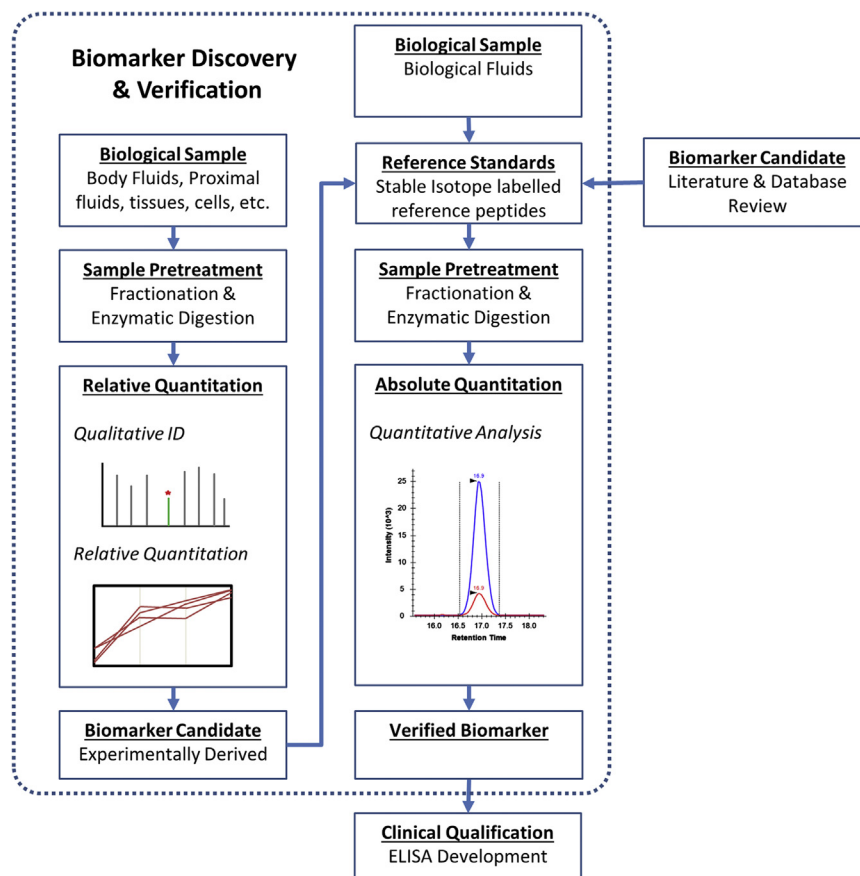 Biomarker Discovery
& Verification
Biological Sample
Body Fluids, Proximal
fluids, tissues, cells, etc.
Sample Pretreatment
Fractionation &
Enzymatic Digestion
Relative Quantitation
Qualitative ID
*
Relative Quantitation
Biomarker Candidate
Experimentally Derived
Biological Sample
Biological Fluids
Reference Standards
Stable Isotope labelled
reference peptides
Sample Pretreatment
Fractionation &
Enzymatic Digestion
Absolute Quantitation
Quantitative Analysis
16.9
25
20
15
10
5
0
Intensity (10^3)
16.9
16.0 16.5 17.0 17.5 18.0
Retention Time
Verified Biomarker
Clinical Qualification
ELISA Development
Biomarker Candidate
Literature & Database
Review